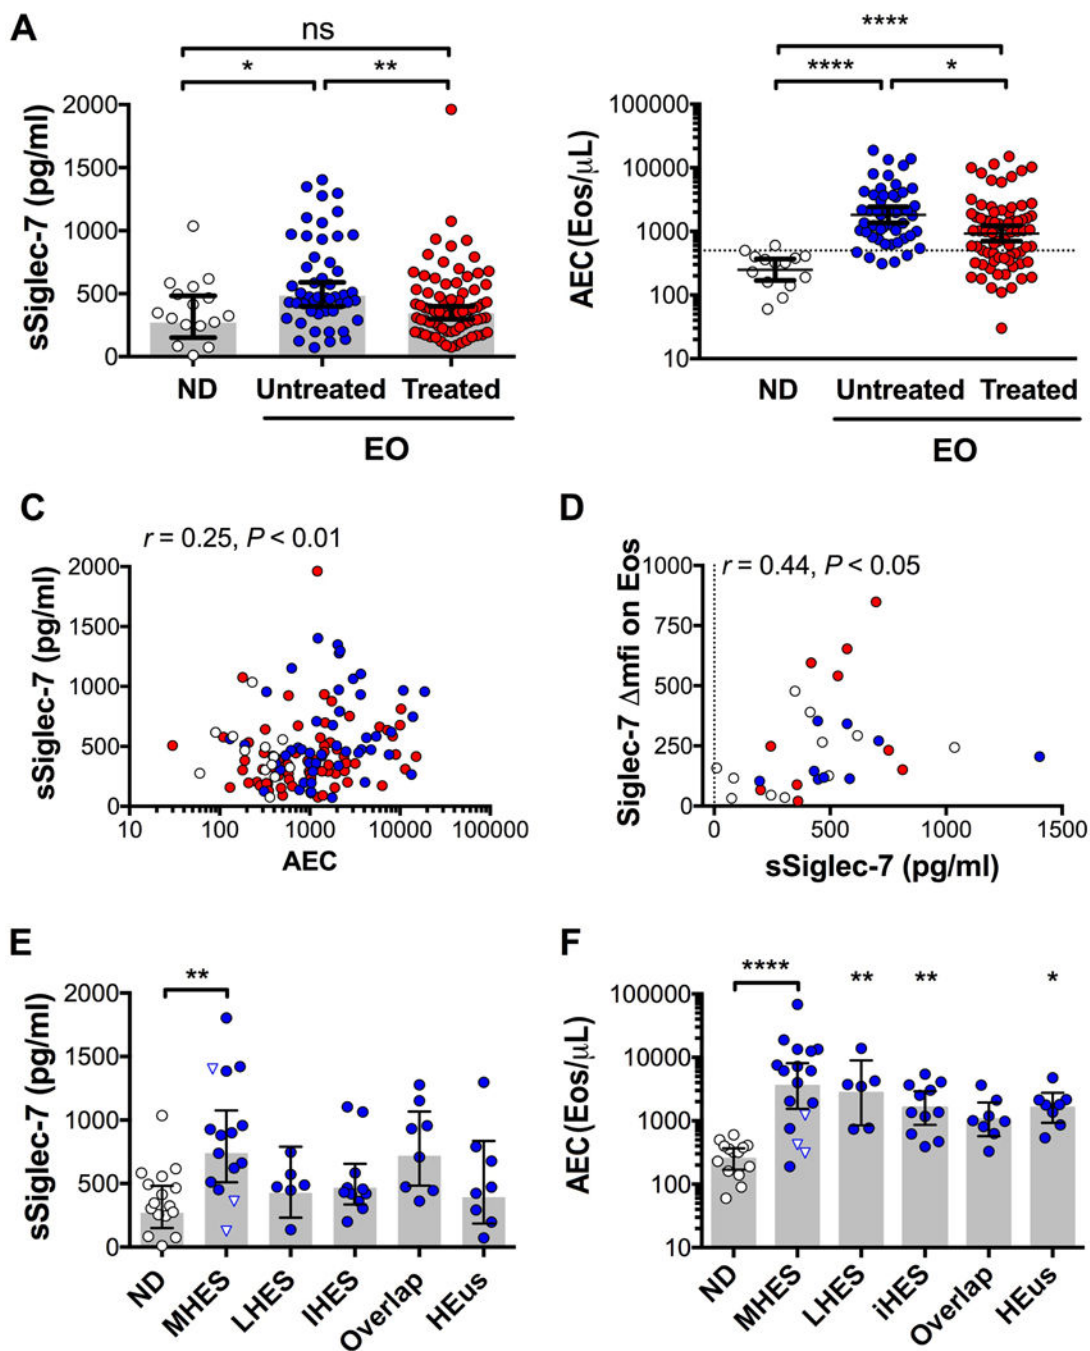 A
ns
* **
sSiglec-7 (pg/ml)
2000
1500
1000
500
0
ND Untreated Treated
EO
****
**** *
AEC (Eos/μL)
100000
10000
1000
100
10
ND Untreated Treated
EO
C
r = 0.25, P < 0.01
sSiglec-7 (pg/ml)
2000
1500
1000
500
0
10 100 1000 10000 100000
AEC
D
r = 0.44, P < 0.05
Siglec-7 Δmfi on Eos
1000
750
500
250
0
0 500 1000 1500
sSiglec-7 (pg/ml)
E
**
sSiglec-7 (pg/ml)
2000
1500
1000
500
0
ND MHES LHES IHES Overlap HEus
F
**** ** ** *
AEC (Eos/μL)
100000
10000
1000
100
10
ND MHES LHES iHES Overlap HEus